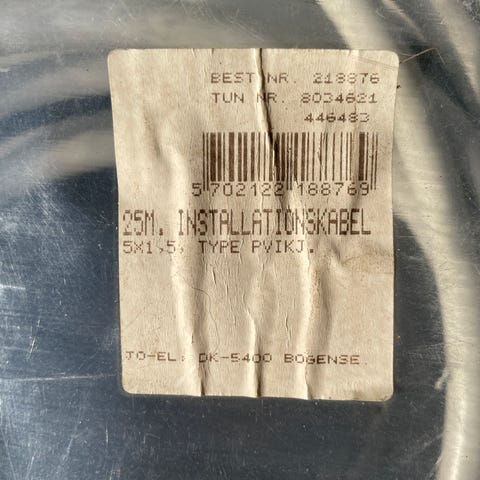 BEST NR. 218876
TUN NR. 8034621
446483
5 702122 188769
25M. INSTALLATIONSKABEL
5X1,5, TYPE PVIKJ.
JO-EL, DK-5400 BOGENSE.